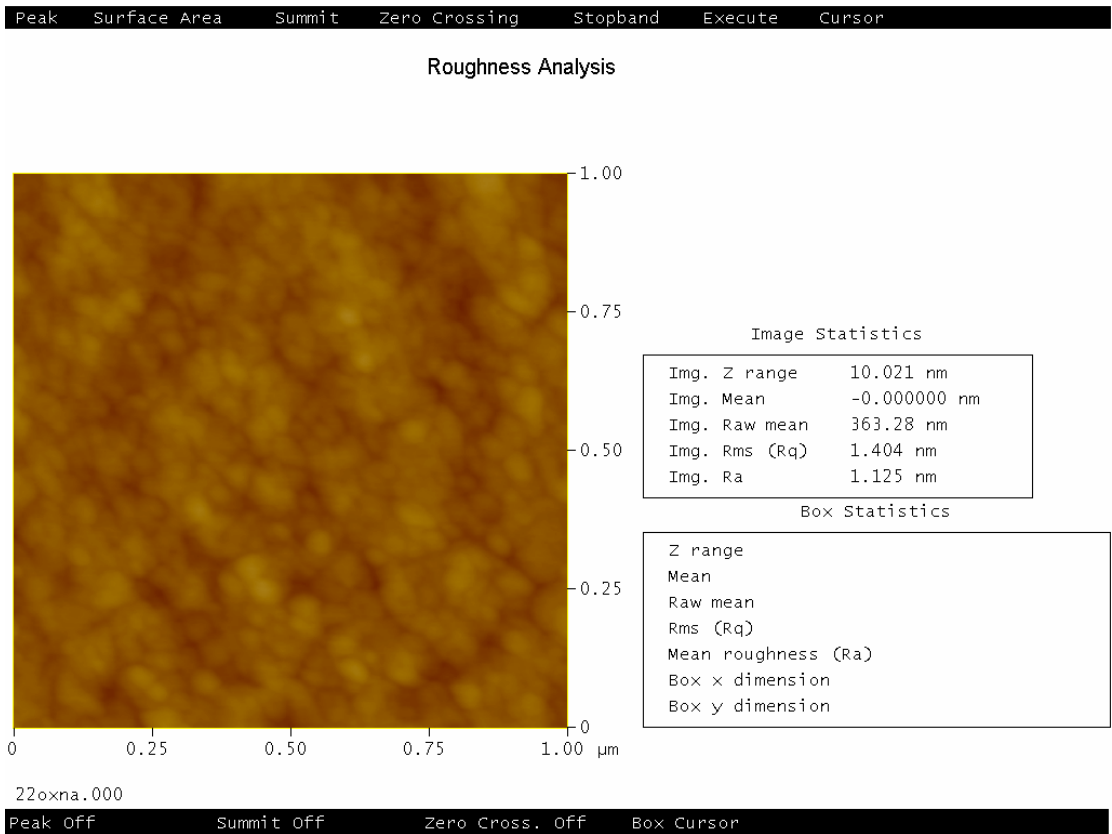 Peak Surface Area Summit Zero Crossing Stopband Execute Cursor
Roughness Analysis
1.00
0.75
0.50
0.25
0
0 0.25 0.50 0.75 1.00 µm
Image Statistics
Img. Z range 10.021 nm
Img. Mean -0.000000 nm
Img. Raw mean 363.28 nm
Img. Rms (Rq) 1.404 nm
Img. Ra 1.125 nm
Box Statistics
Z range
Mean
Raw mean
Rms (Rq)
Mean roughness (Ra)
Box x dimension
Box y dimension
22oxna.000
Peak Off Summit Off Zero Cross. Off Box Cursor